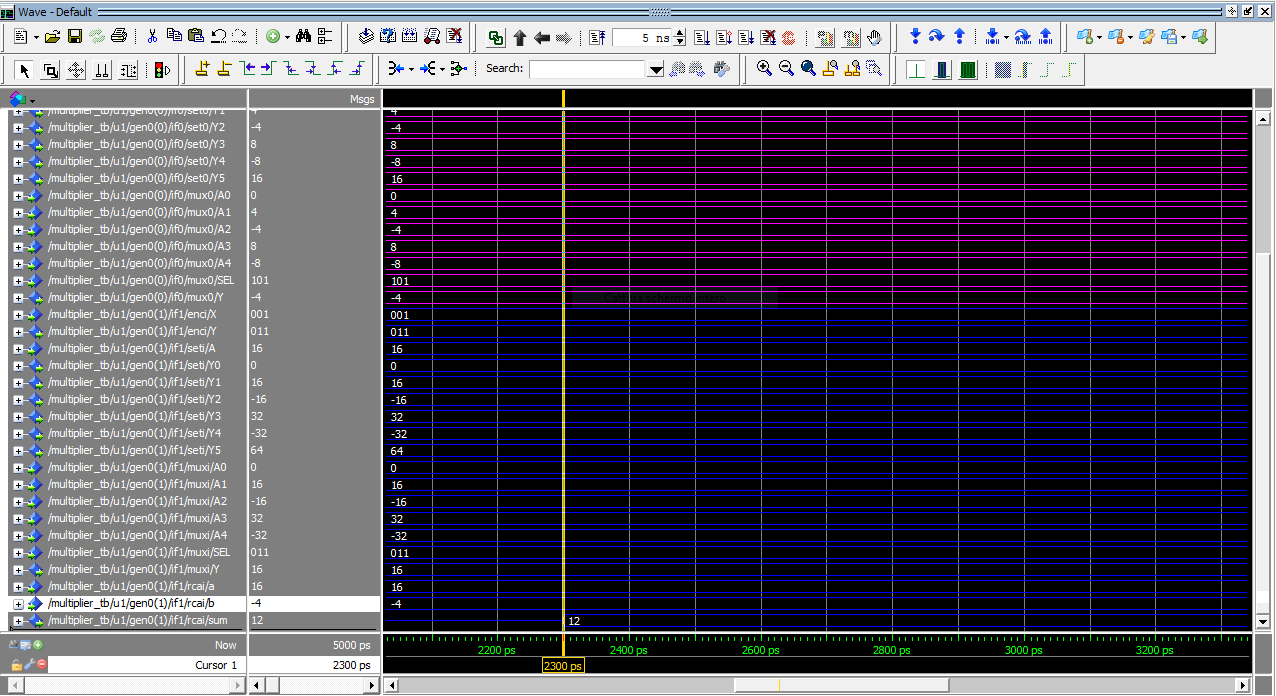 Wave - Default
5 ns
Search:
Msgs
/multiplier_tb/u1/gen0(0)/if0/set0/Y1 4 4
/multiplier_tb/u1/gen0(0)/if0/set0/Y2 -4 -4
/multiplier_tb/u1/gen0(0)/if0/set0/Y3 8 8
/multiplier_tb/u1/gen0(0)/if0/set0/Y4 -8 -8
/multiplier_tb/u1/gen0(0)/if0/set0/Y5 16 16
/multiplier_tb/u1/gen0(0)/if0/mux0/A0 0 0
/multiplier_tb/u1/gen0(0)/if0/mux0/A1 4 4
/multiplier_tb/u1/gen0(0)/if0/mux0/A2 -4 -4
/multiplier_tb/u1/gen0(0)/if0/mux0/A3 8 8
/multiplier_tb/u1/gen0(0)/if0/mux0/A4 -8 -8
/multiplier_tb/u1/gen0(0)/if0/mux0/SEL 101 101
/multiplier_tb/u1/gen0(0)/if0/mux0/Y -4 -4 Cattura schermo intero
/multiplier_tb/u1/gen0(1)/if1/enci/X 001 001
/multiplier_tb/u1/gen0(1)/if1/enci/Y 011 011
/multiplier_tb/u1/gen0(1)/if1/seti/A 16 16
/multiplier_tb/u1/gen0(1)/if1/seti/Y0 0 0
/multiplier_tb/u1/gen0(1)/if1/seti/Y1 16 16
/multiplier_tb/u1/gen0(1)/if1/seti/Y2 -16 -16
/multiplier_tb/u1/gen0(1)/if1/seti/Y3 32 32
/multiplier_tb/u1/gen0(1)/if1/seti/Y4 -32 -32
/multiplier_tb/u1/gen0(1)/if1/seti/Y5 64 64
/multiplier_tb/u1/gen0(1)/if1/muxi/A0 0 0
/multiplier_tb/u1/gen0(1)/if1/muxi/A1 16 16
/multiplier_tb/u1/gen0(1)/if1/muxi/A2 -16 -16
/multiplier_tb/u1/gen0(1)/if1/muxi/A3 32 32
/multiplier_tb/u1/gen0(1)/if1/muxi/A4 -32 -32
/multiplier_tb/u1/gen0(1)/if1/muxi/SEL 011 011
/multiplier_tb/u1/gen0(1)/if1/muxi/Y 16 16
/multiplier_tb/u1/gen0(1)/if1/rcai/a 16 16
/multiplier_tb/u1/gen0(1)/if1/rcai/b -4 -4
/multiplier_tb/u1/gen0(1)/if1/rcai/sum 12 12
Now 5000 ps 2200 ps 2400 ps 2600 ps 2800 ps 3000 ps 3200 ps
Cursor 1 2300 ps 2300 ps